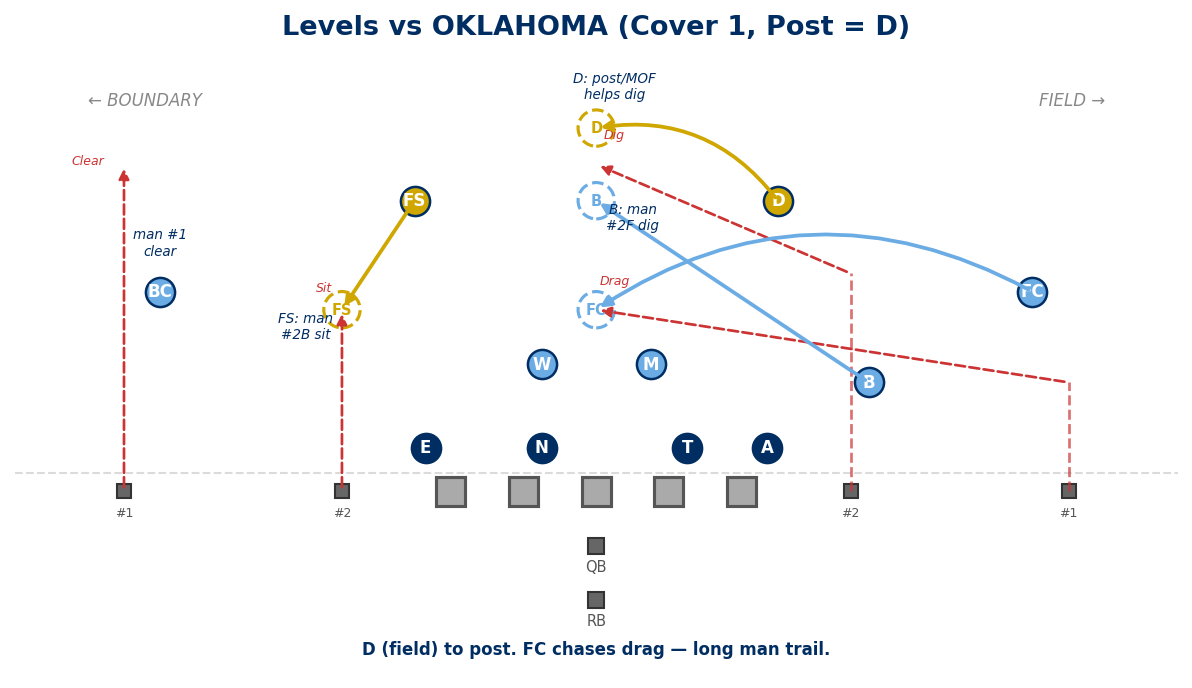 Levels vs OKLAHOMA (Cover 1, Post = D)
D: post/MOF
helps dig
← BOUNDARY
FIELD →
D
Dig
Clear
FS
B
D
B: man
#2F dig
man #1
clear
Sit
Drag
BC
FS
FC
FC
FS: man
#2B sit
W
M
B
E
N
T
A
#1
#2
#2
#1
QB
RB
D (field) to post. FC chases drag — long man trail.